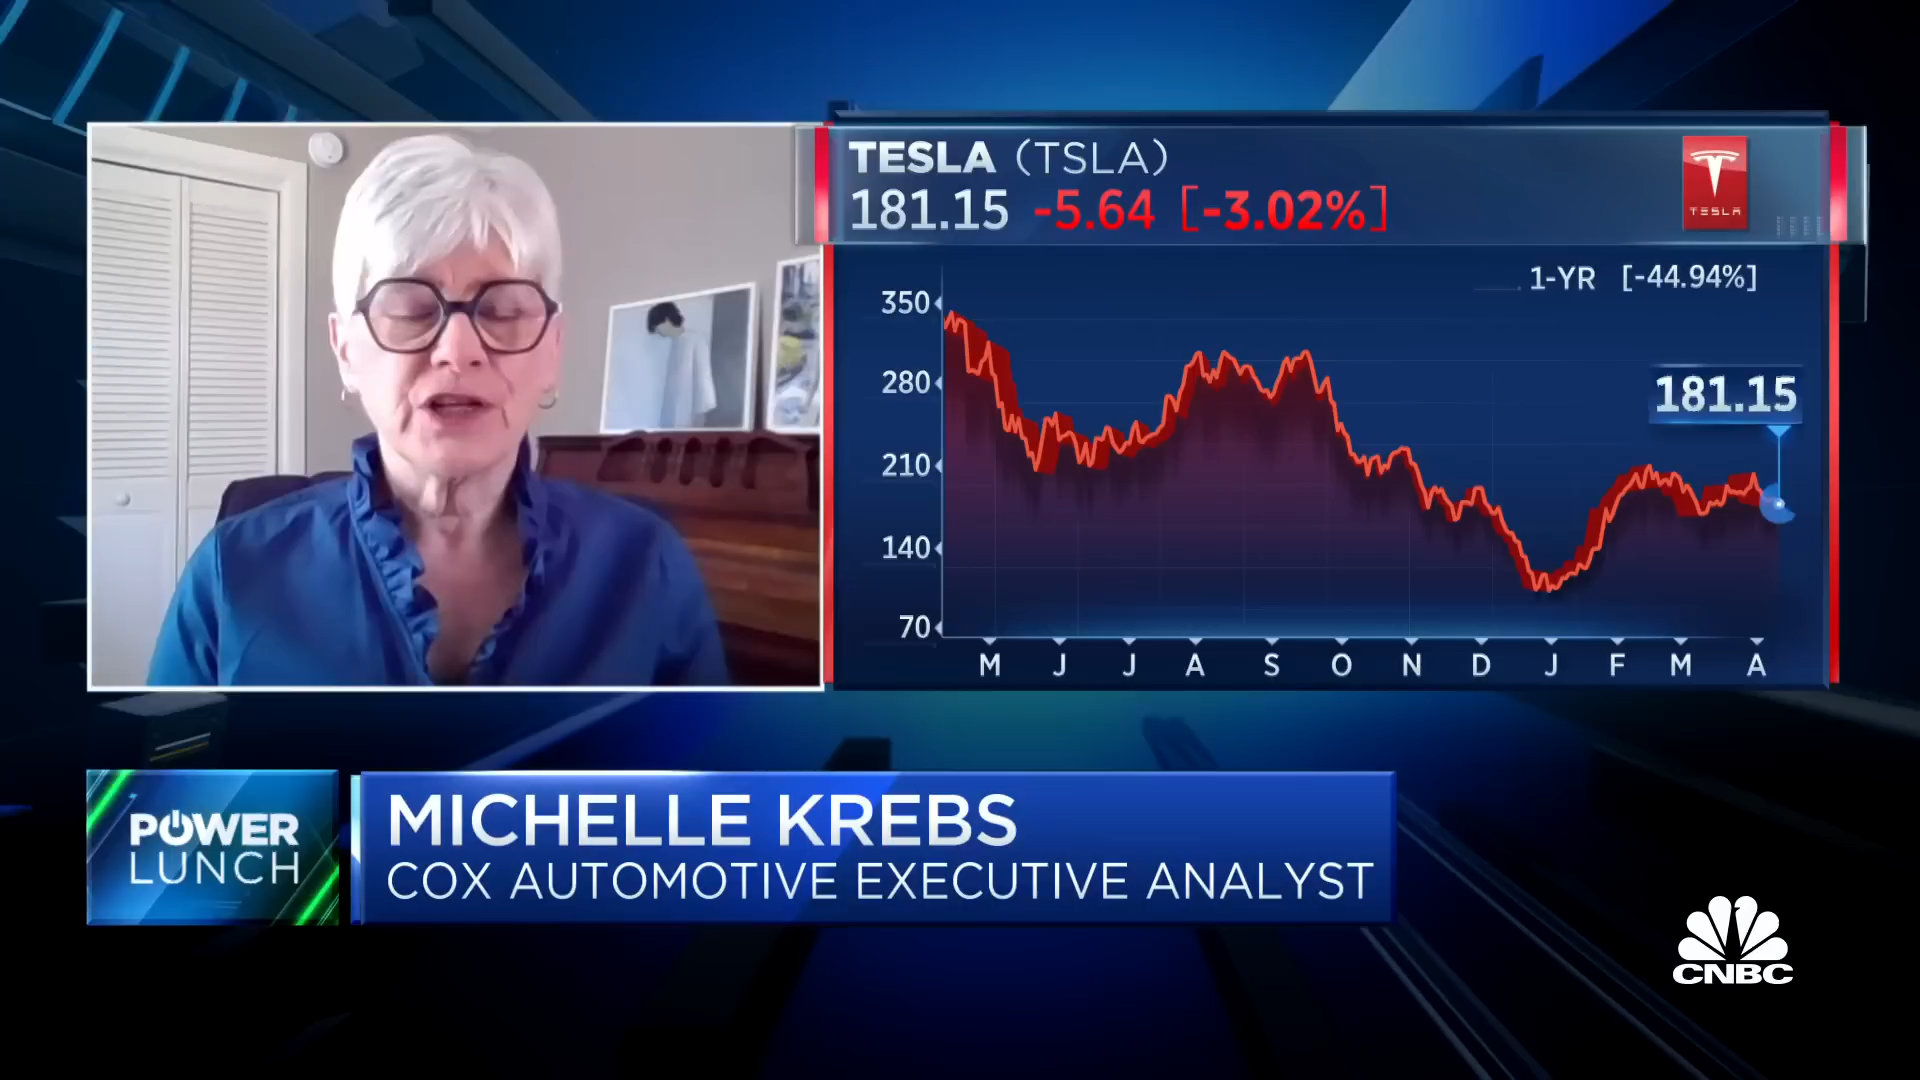 TESLA (TSLA)
181.15 -5.64 [-3.02%]
TESLA
1-YR [-44.94%]
350
280
210
140
70
181.15
M J J A S O N D J F M A
POWER
LUNCH
MICHELLE KREBS
COX AUTOMOTIVE EXECUTIVE ANALYST
CNBC